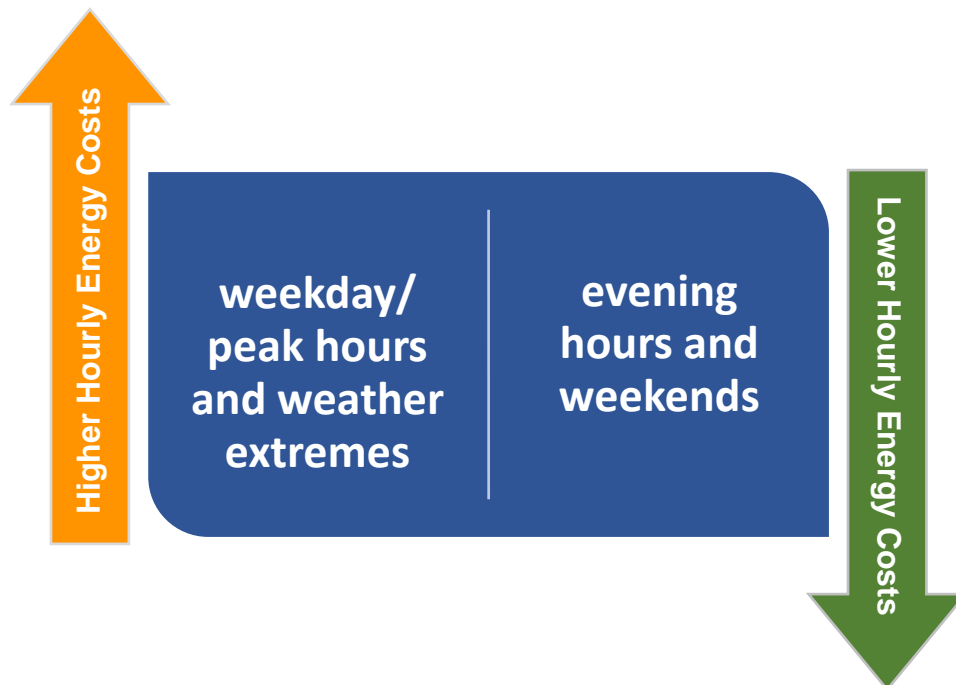 Higher Hourly Energy Costs
weekday/
peak hours
and weather
extremes
evening
hours and
weekends
Lower Hourly Energy Costs